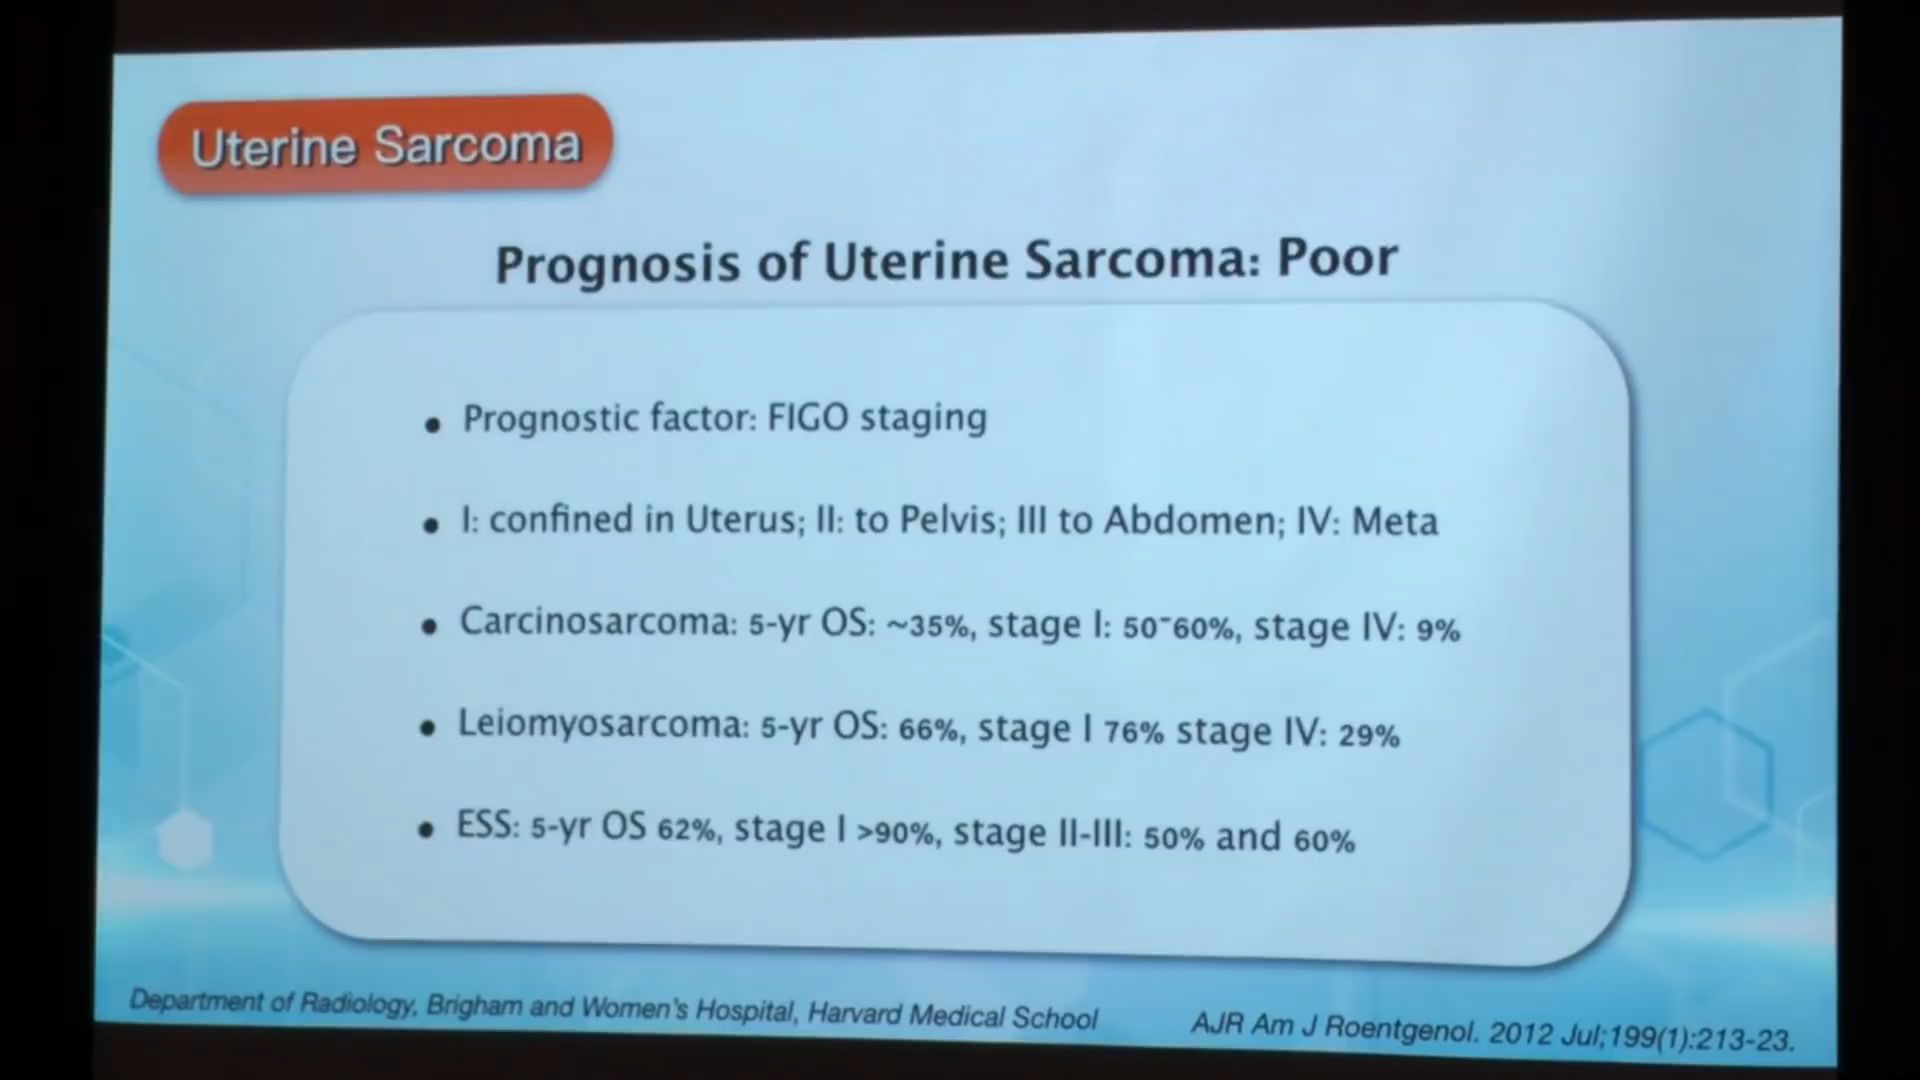 Uterine Sarcoma
Prognosis of Uterine Sarcoma: Poor
• Prognostic factor: FIGO staging
• I: confined in Uterus; II: to Pelvis; III to Abdomen; IV: Meta
• Carcinosarcoma: 5-yr OS: ~35%, stage I: 50~60%, stage IV: 9%
• Leiomyosarcoma: 5-yr OS: 66%, stage I 76% stage IV: 29%
• ESS: 5-yr OS 62%, stage I >90%, stage II-III: 50% and 60%
Department of Radiology, Brigham and Women's Hospital, Harvard Medical School
AJR Am J Roentgenol. 2012 Jul;199(1):213-23.